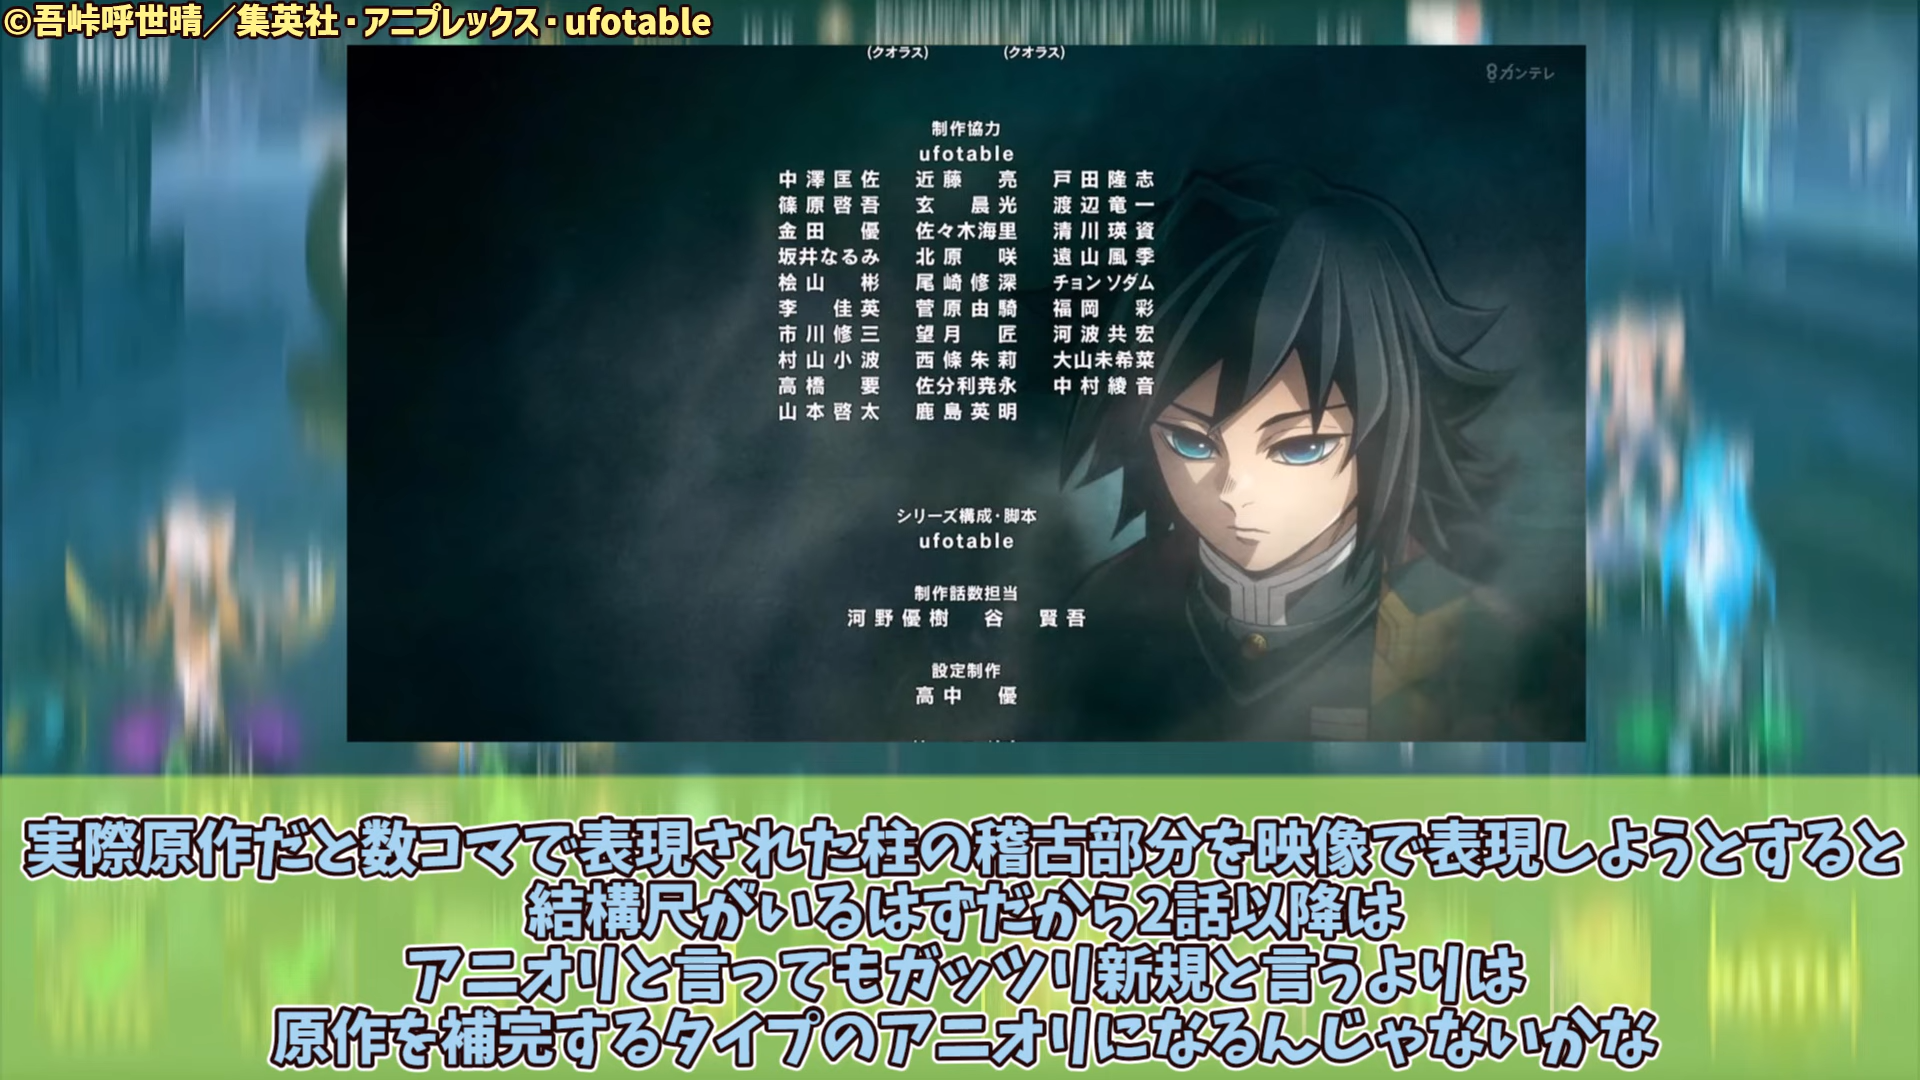 ©吾峠呼世晴／集英社・アニプレックス・ufotable
(クオラス) (クオラス)
カンテレ
制作協力
ufotable
中澤匡佐 近藤 亮 戸田隆志
篠原啓吾 玄 晨光 渡辺竜一
金田 優 佐々木海里 清川瑛資
坂井なるみ 北原 咲 遠山風季
桧山 彬 尾崎修深 チョンソダム
李 佳英 菅原由騎 福岡 彩
市川修三 望月 匠 河波共宏
村山小波 西條朱莉 大山未希菜
高橋 要 佐分利尭永 中村綾音
山本啓太 鹿島英明
シリーズ構成・脚本
ufotable
制作話数担当
河野優樹 谷 賢吾
設定制作
高中 優
実際原作だと数コマで表現された柱の稽古部分を映像で表現しようとすると
結構尺がいるはずだから2話以降は
アニオリと言ってもガッツリ新規と言うよりは
原作を補完するタイプのアニオリになるんじゃないかな